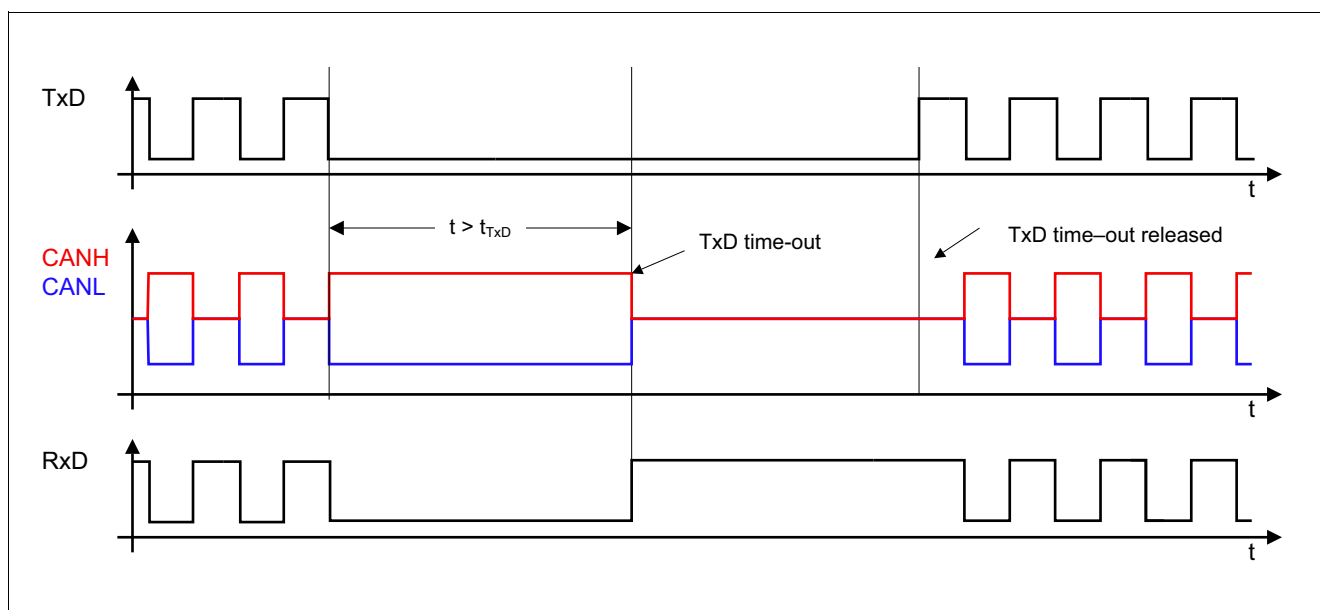 TxD
t
t > tTxD
TxD time-out
TxD time–out released
CANH
CANL
t
RxD
t